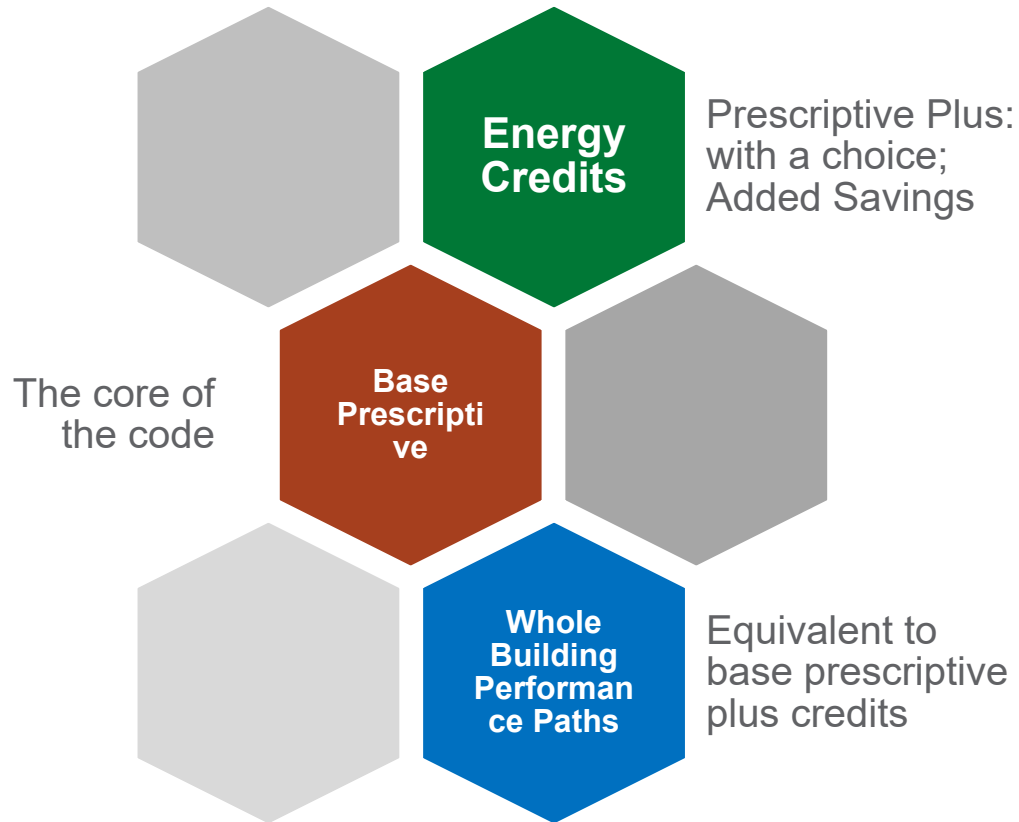 Energy
Credits
Prescriptive Plus:
with a choice;
Added Savings
The core of
the code
Base
Prescripti
ve
Whole
Building
Performan
ce Paths
Equivalent to
base prescriptive
plus credits